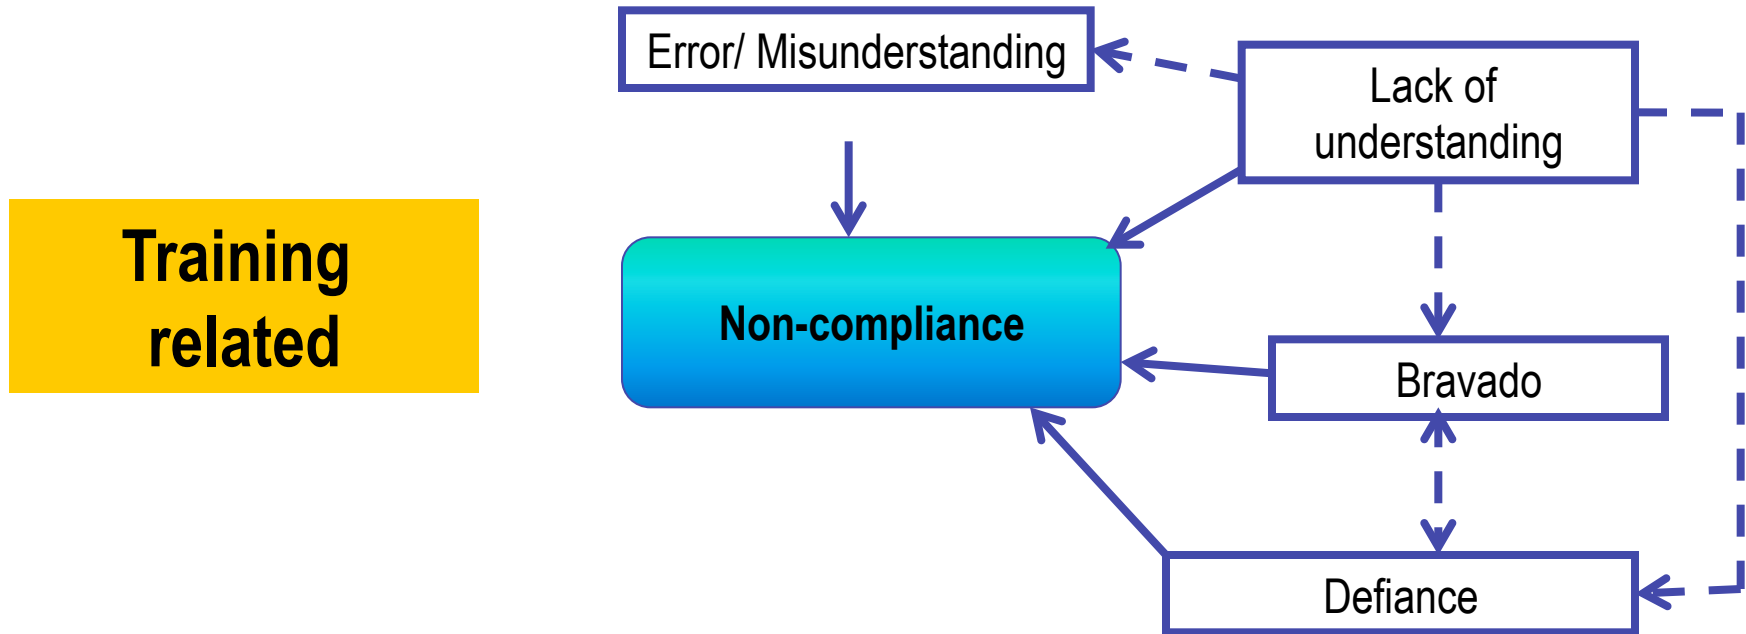 Error/ Misunderstanding
Lack of
understanding
Training
related
Non-compliance
Bravado
Defiance